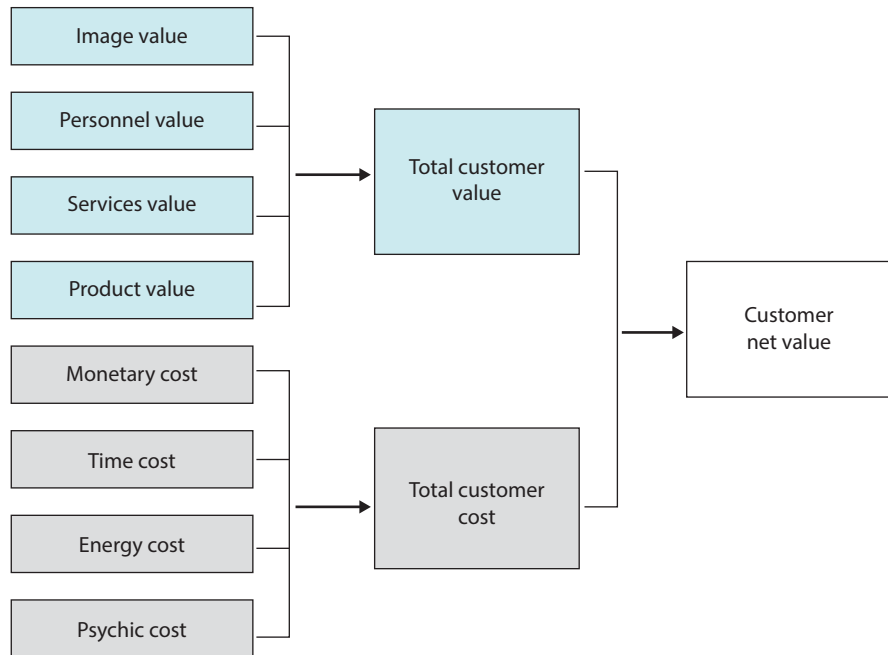 Image value
Personnel value
Services value
Product value
Monetary cost
Time cost
Energy cost
Psychic cost
Total customer
value
Total customer
cost
Customer
net value